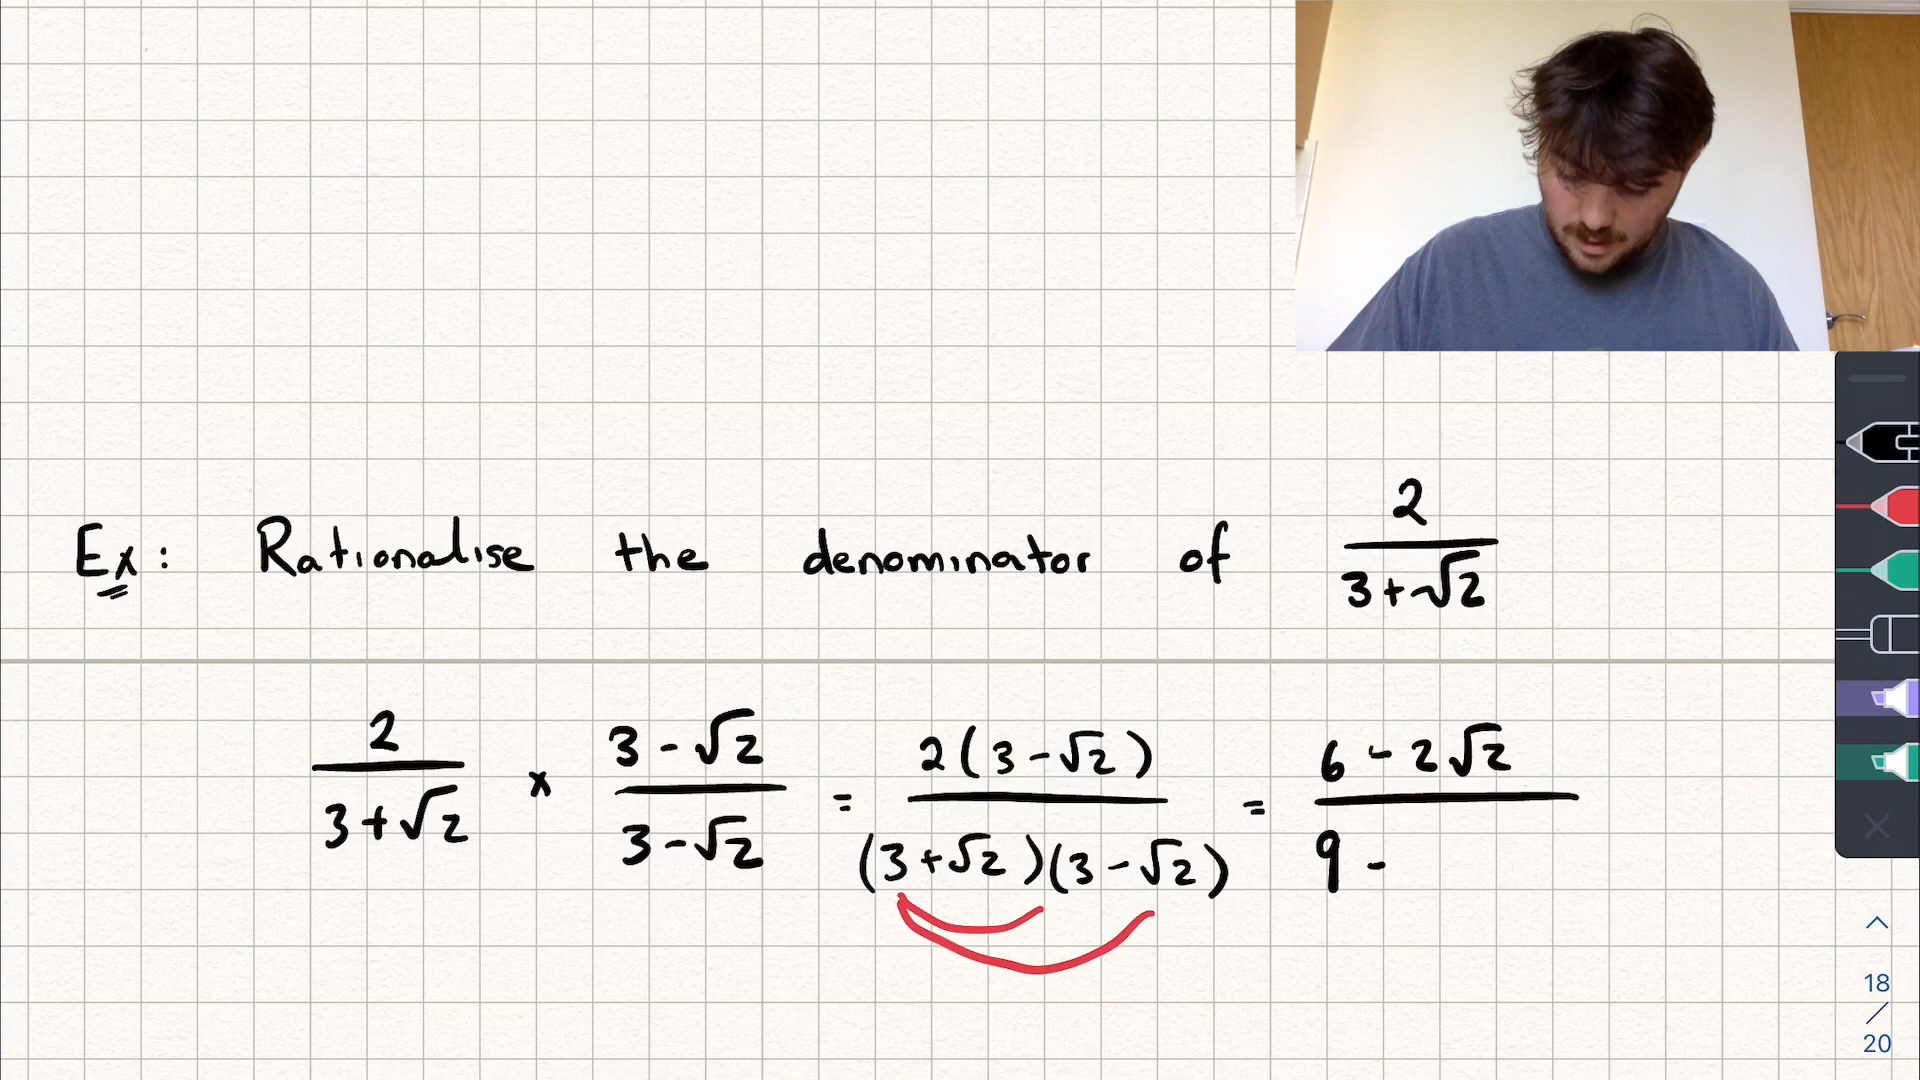 Ex: Rationalise the denominator of 2/(3+√2)
2/(3+√2) x (3-√2)/(3-√2) = 2(3-√2)/((3+√2)(3-√2)) = (6-2√2)/(9-
18
/
20